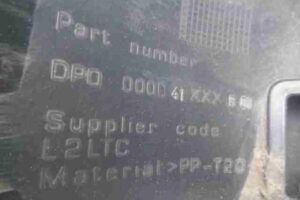 Part number
DPO 0000 41 XXX
Supplier code
L2LTC
Material>PP-T20